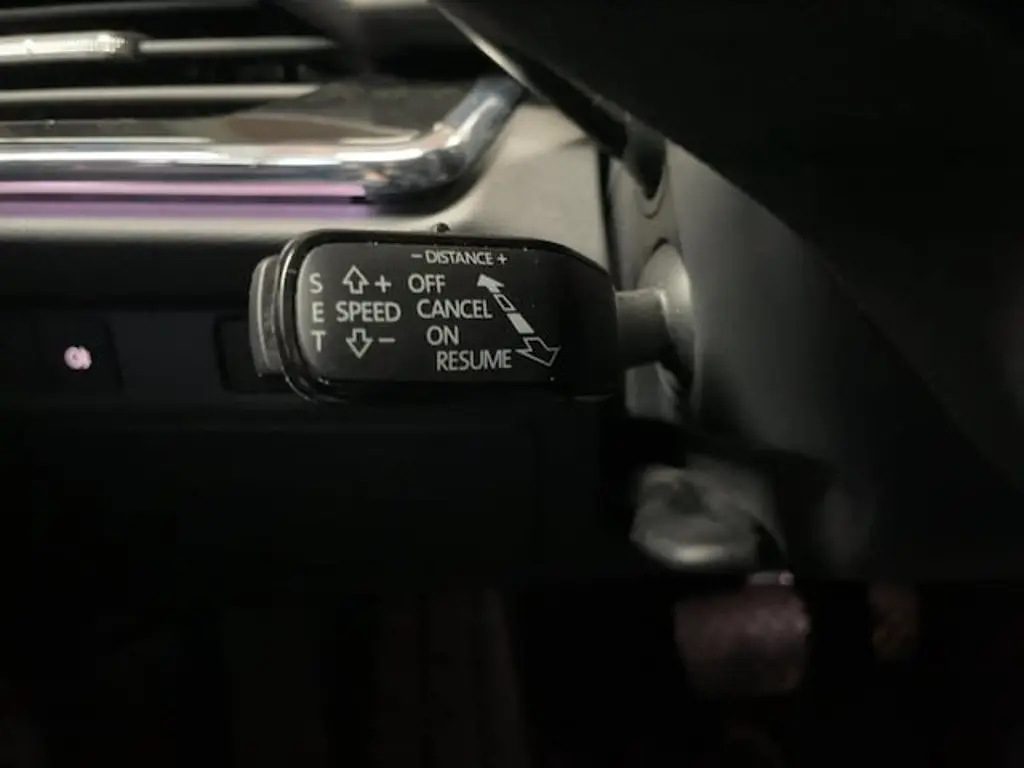 − DISTANCE +
S + OFF
E SPEED CANCEL
T − ON
RESUME